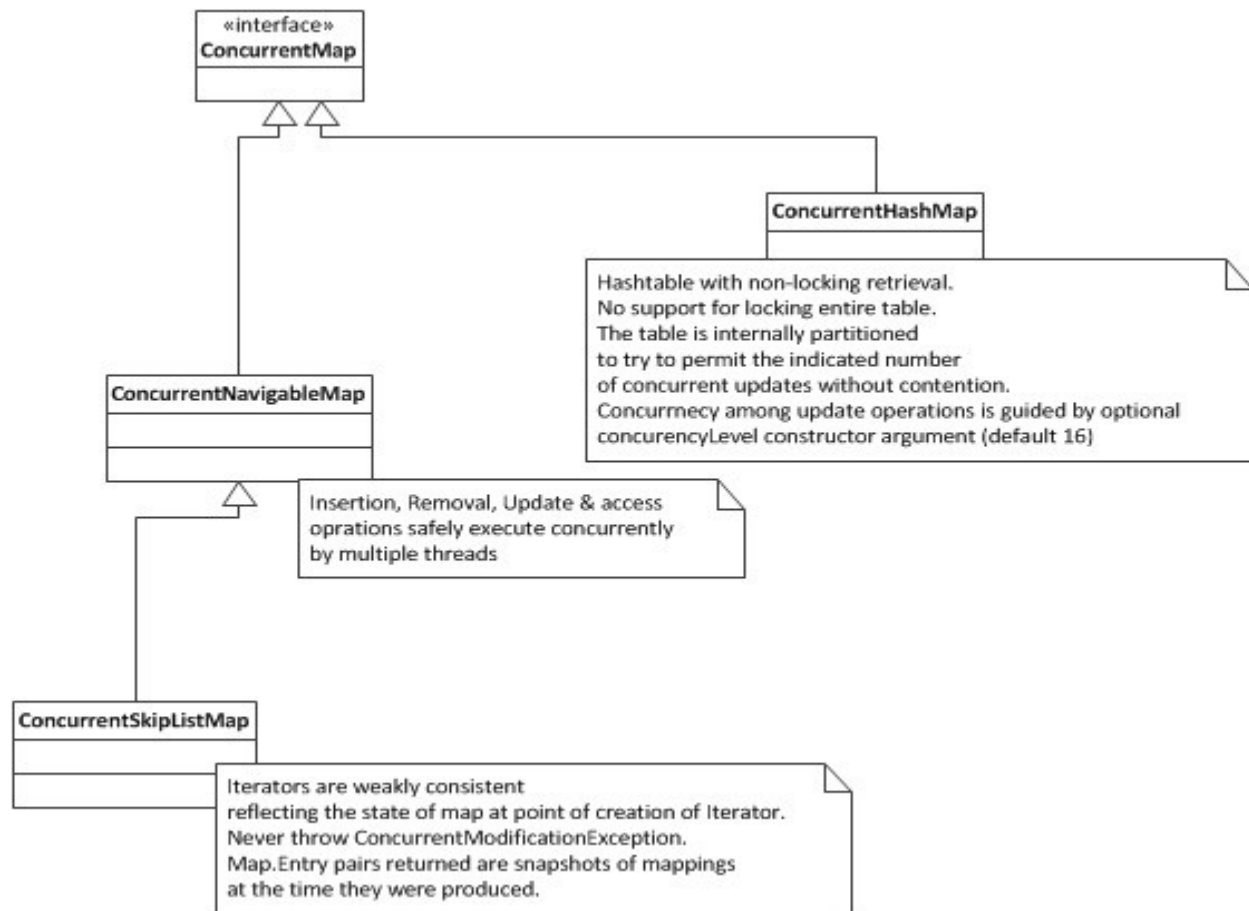 «interface»
ConcurrentMap
ConcurrentHashMap
Hashtable with non-locking retrieval.
No support for locking entire table.
The table is internally partitioned
to try to permit the indicated number
of concurrent updates without contention.
Concurrnecy among update operations is guided by optional
concurencyLevel constructor argument (default 16)
ConcurrentNavigableMap
Insertion, Removal, Update & access
oprations safely execute concurrently
by multiple threads
ConcurrentSkipListMap
Iterators are weakly consistent
reflecting the state of map at point of creation of Iterator.
Never throw ConcurrentModificationException.
Map.Entry pairs returned are snapshots of mappings
at the time they were produced.